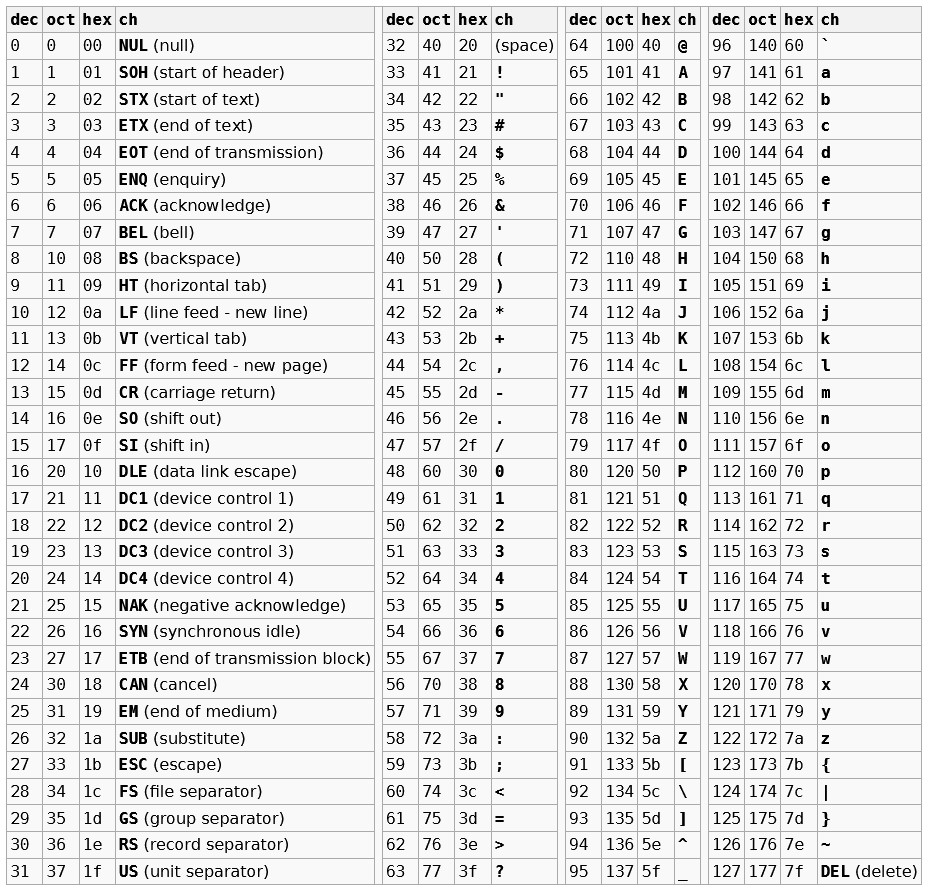 dec oct hex ch dec oct hex ch dec oct hex ch dec oct hex ch
0 0 00 NUL (null) 32 40 20 (space) 64 100 40 @ 96 140 60 `
1 1 01 SOH (start of header) 33 41 21 ! 65 101 41 A 97 141 61 a
2 2 02 STX (start of text) 34 42 22 " 66 102 42 B 98 142 62 b
3 3 03 ETX (end of text) 35 43 23 # 67 103 43 C 99 143 63 c
4 4 04 EOT (end of transmission) 36 44 24 $ 68 104 44 D 100 144 64 d
5 5 05 ENQ (enquiry) 37 45 25 % 69 105 45 E 101 145 65 e
6 6 06 ACK (acknowledge) 38 46 26 & 70 106 46 F 102 146 66 f
7 7 07 BEL (bell) 39 47 27 ' 71 107 47 G 103 147 67 g
8 10 08 BS (backspace) 40 50 28 ( 72 110 48 H 104 150 68 h
9 11 09 HT (horizontal tab) 41 51 29 ) 73 111 49 I 105 151 69 i
10 12 0a LF (line feed - new line) 42 52 2a * 74 112 4a J 106 152 6a j
11 13 0b VT (vertical tab) 43 53 2b + 75 113 4b K 107 153 6b k
12 14 0c FF (form feed - new page) 44 54 2c , 76 114 4c L 108 154 6c l
13 15 0d CR (carriage return) 45 55 2d - 77 115 4d M 109 155 6d m
14 16 0e SO (shift out) 46 56 2e . 78 116 4e N 110 156 6e n
15 17 0f SI (shift in) 47 57 2f / 79 117 4f O 111 157 6f o
16 20 10 DLE (data link escape) 48 60 30 0 80 120 50 P 112 160 70 p
17 21 11 DC1 (device control 1) 49 61 31 1 81 121 51 Q 113 161 71 q
18 22 12 DC2 (device control 2) 50 62 32 2 82 122 52 R 114 162 72 r
19 23 13 DC3 (device control 3) 51 63 33 3 83 123 53 S 115 163 73 s
20 24 14 DC4 (device control 4) 52 64 34 4 84 124 54 T 116 164 74 t
21 25 15 NAK (negative acknowledge) 53 65 35 5 85 125 55 U 117 165 75 u
22 26 16 SYN (synchronous idle) 54 66 36 6 86 126 56 V 118 166 76 v
23 27 17 ETB (end of transmission block) 55 67 37 7 87 127 57 W 119 167 77 w
24 30 18 CAN (cancel) 56 70 38 8 88 130 58 X 120 170 78 x
25 31 19 EM (end of medium) 57 71 39 9 89 131 59 Y 121 171 79 y
26 32 1a SUB (substitute) 58 72 3a : 90 132 5a Z 122 172 7a z
27 33 1b ESC (escape) 59 73 3b ; 91 133 5b [ 123 173 7b {
28 34 1c FS (file separator) 60 74 3c < 92 134 5c \ 124 174 7c |
29 35 1d GS (group separator) 61 75 3d = 93 135 5d ] 125 175 7d }
30 36 1e RS (record separator) 62 76 3e > 94 136 5e ^ 126 176 7e ~
31 37 1f US (unit separator) 63 77 3f ? 95 137 5f _ 127 177 7f DEL (delete)